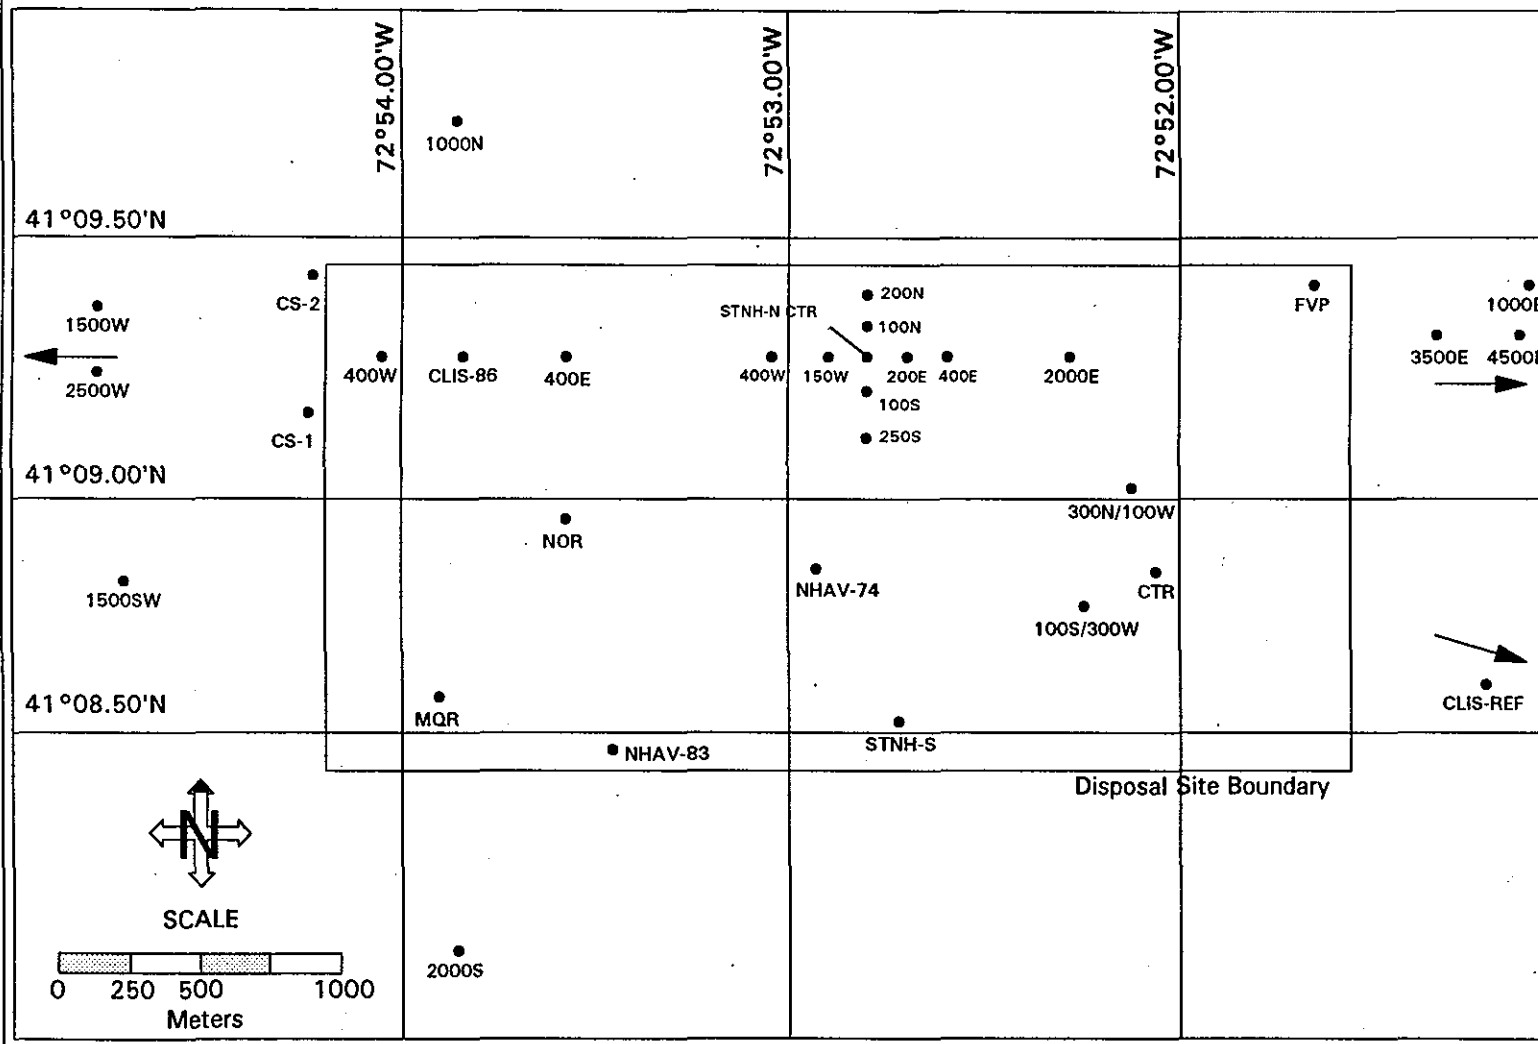 72°54.00'W
72°53.00'W
72°52.00'W
1000N
41°09.50'N
CS-2
1500W
2500W
CS-1
400W
CLIS-86
400E
STNH-N CTR
200N
100N
400W
150W
200E
400E
100S
250S
2000E
FVP
1000E
3500E
4500E
41°09.00'N
300N/100W
NOR
1500SW
NHAV-74
CTR
100S/300W
41°08.50'N
MQR
NHAV-83
STNH-S
CLIS-REF
Disposal Site Boundary
N
SCALE
0 250 500 1000
Meters
2000S